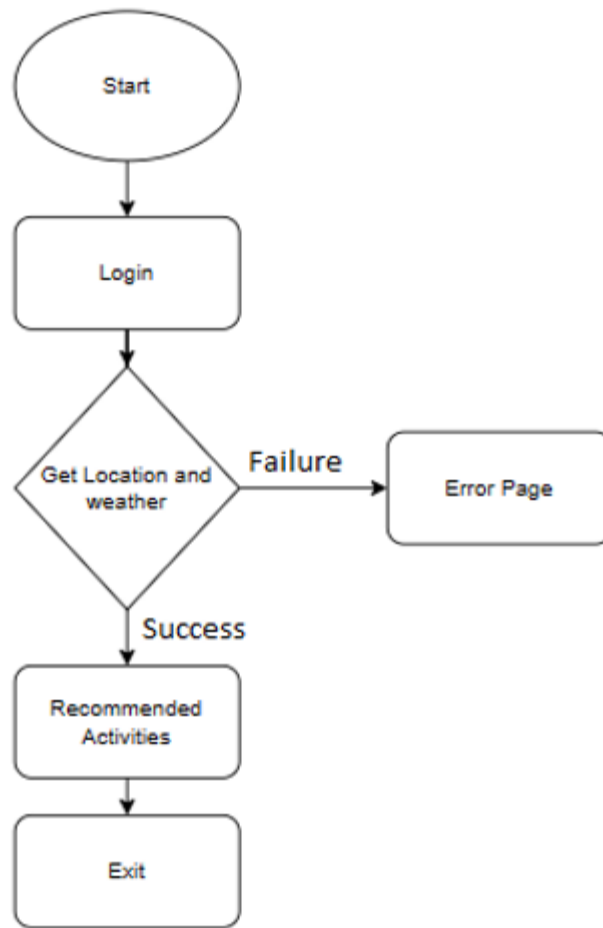 Start
Login
Get Location and
weather
Failure
Error Page
Success
Recommended
Activities
Exit